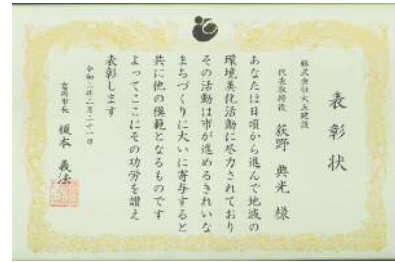 表彰状
代表取締役 荻野典光様
あなたは日頃から進んで地域の
環境美化活動に尽力されており
その活動は市が進めるきれいな
まちづくりに大いに寄与すると
共に他の模範となるものです
よってここにその功労を讃え
表彰します
市長 榎本義法